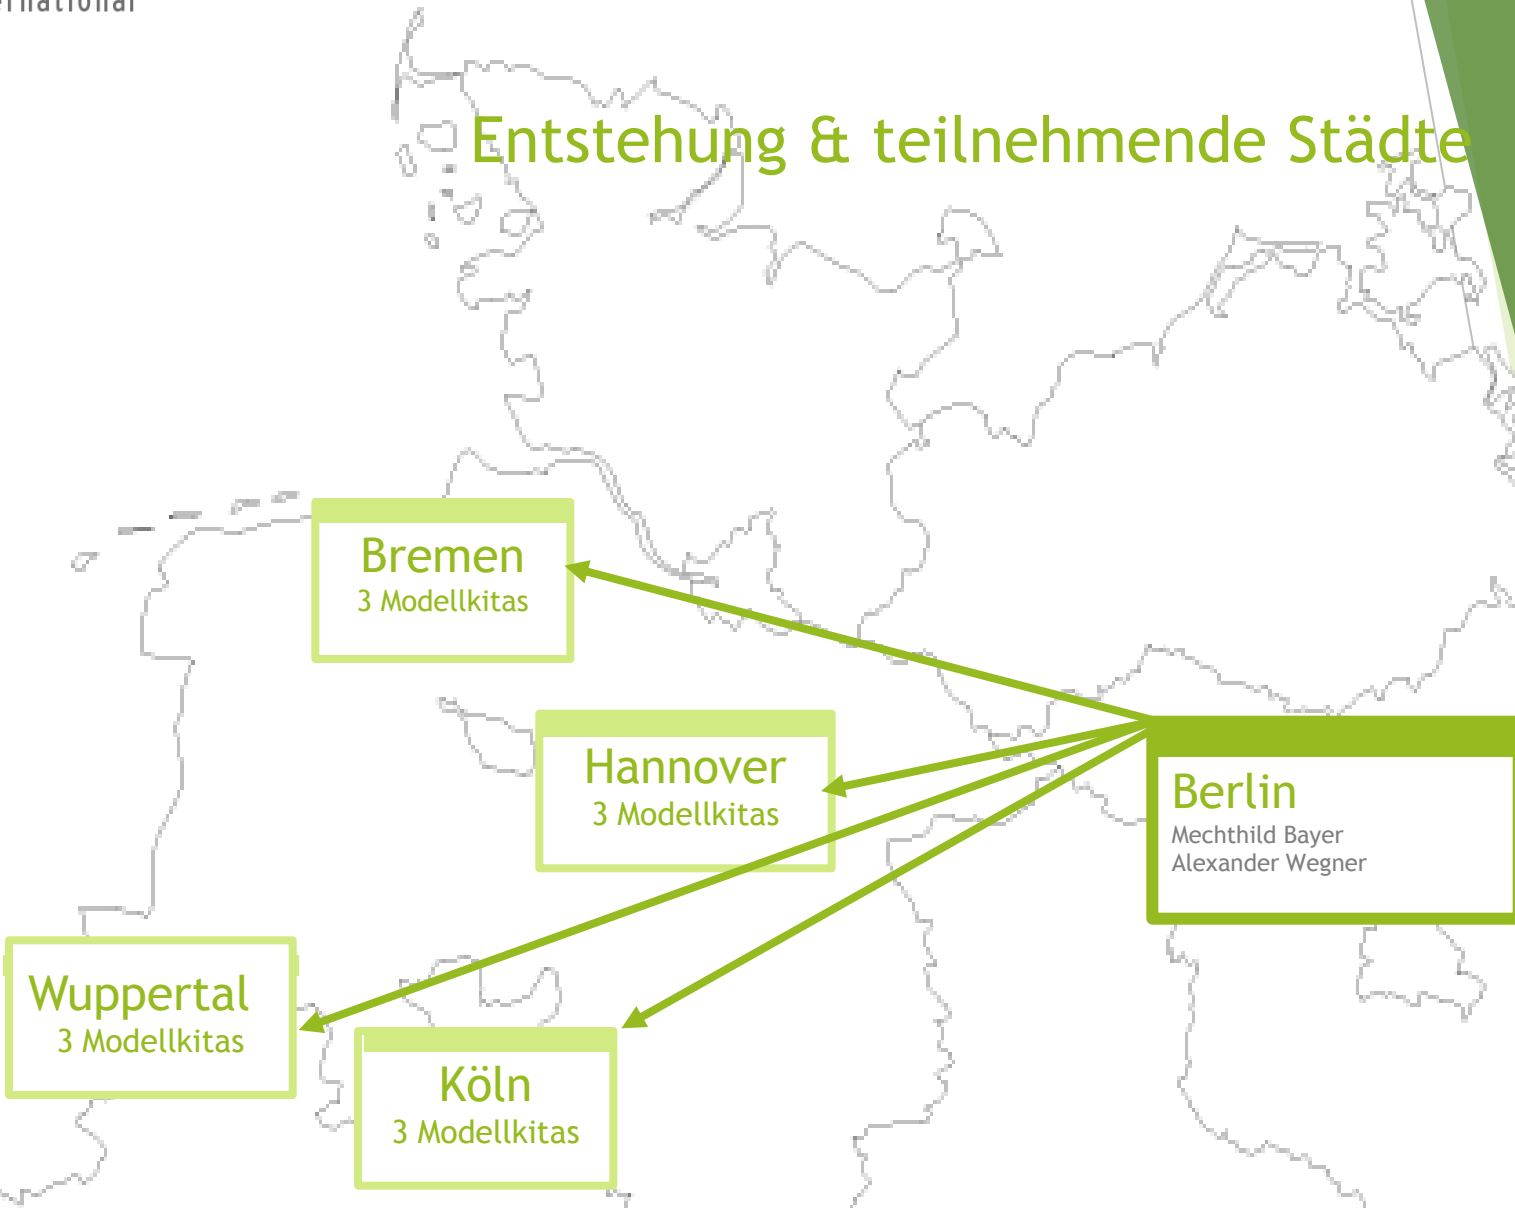 Entstehung & teilnehmende Städte
Bremen
3 Modellkitas
Hannover
3 Modellkitas
Berlin
Mechthild Bayer
Alexander Wegner
Wuppertal
3 Modellkitas
Köln
3 Modellkitas